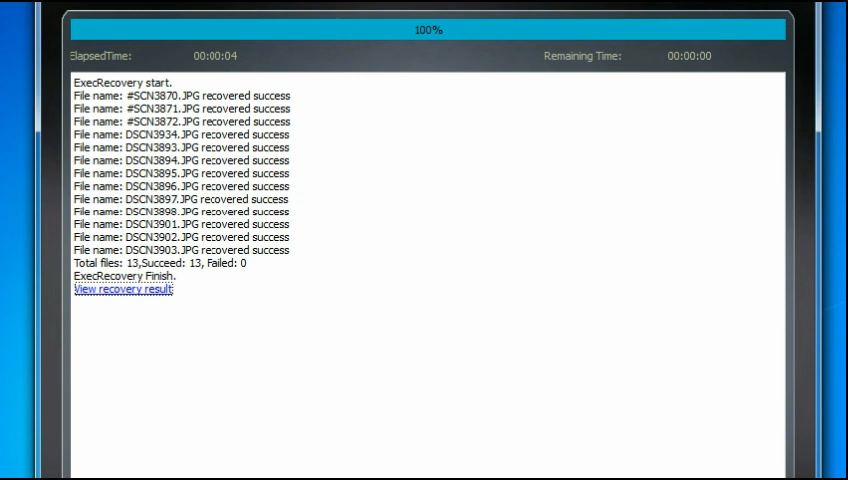 100%
ElapsedTime: 00:00:04 Remaining Time: 00:00:00
ExecRecovery start.
File name: #SCN3870.JPG recovered success
File name: #SCN3871.JPG recovered success
File name: #SCN3872.JPG recovered success
File name: DSCN3934.JPG recovered success
File name: DSCN3893.JPG recovered success
File name: DSCN3894.JPG recovered success
File name: DSCN3895.JPG recovered success
File name: DSCN3896.JPG recovered success
File name: DSCN3897.JPG recovered success
File name: DSCN3898.JPG recovered success
File name: DSCN3901.JPG recovered success
File name: DSCN3902.JPG recovered success
File name: DSCN3903.JPG recovered success
Total files: 13,Succeed: 13, Failed: 0
ExecRecovery Finish.
View recovery result